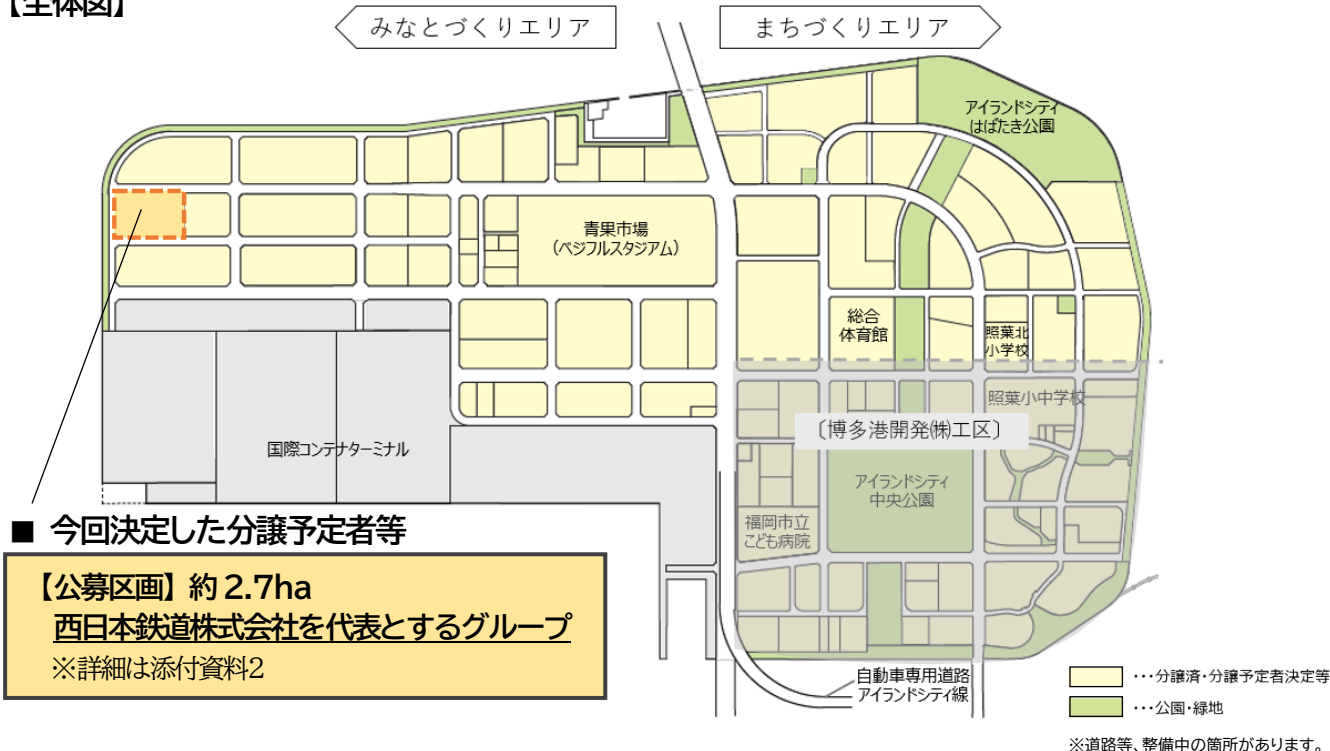 【全体図】
みなとづくりエリア
まちづくりエリア
アイランドシティ
はばたき公園
青果市場
（ベジフルスタジアム）
総合
体育館
照葉北
小学校
照葉小中学校
〔博多港開発㈱工区〕
国際コンテナターミナル
アイランドシティ
中央公園
福岡市立
こども病院
■ 今回決定した分譲予定者等
【公募区画】約2.7ha
西日本鉄道株式会社を代表とするグループ
※詳細は添付資料2
自動車専用道路
アイランドシティ線
・・・分譲済・分譲予定者決定等
・・・公園・緑地
※道路等、整備中の箇所があります。